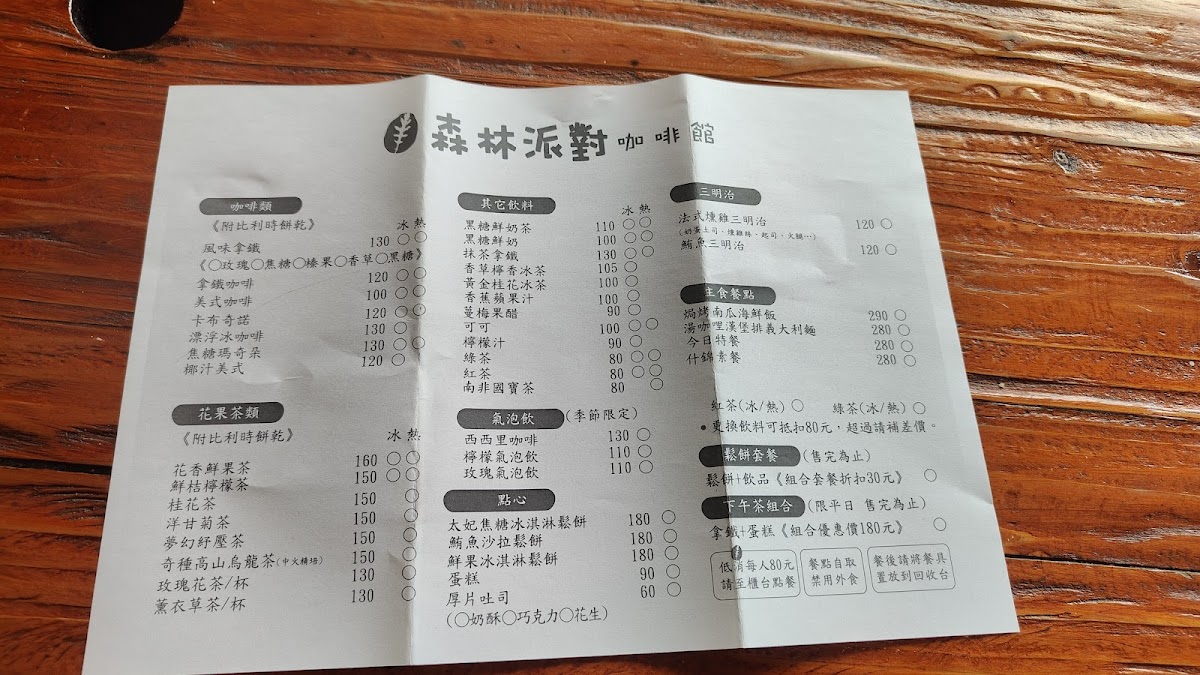 森林派對咖啡館
咖啡類
《附比利時餅乾》 冰 熱
風味拿鐵 130 ○ ○
《○玫瑰○焦糖○榛果○香草○黑糖》
拿鐵咖啡 120 ○ ○
美式咖啡 100 ○ ○
卡布奇諾 120 ○ ○
漂浮冰咖啡 130 ○
焦糖瑪奇朵 130 ○ ○
椰汁美式 120 ○
花果茶類
《附比利時餅乾》 冰 熱
花香鮮果茶 160 ○ ○
鮮桔檸檬茶 150 ○ ○
桂花茶 150 ○
洋甘菊茶 150 ○
夢幻紓壓茶 150 ○
奇種高山烏龍茶(中火精焙) 150 ○
玫瑰花茶/杯 130 ○
薰衣草茶/杯 130 ○
其它飲料
冰 熱
黑糖鮮奶茶 110 ○ ○
黑糖鮮奶 100 ○ ○
抹茶拿鐵 130 ○ ○
香草檸香冰茶 105 ○
黃金桂花冰茶 100 ○
香蕉蘋果汁 100 ○
蔓梅果醋 90 ○
可可 100 ○ ○
檸檬汁 90 ○
綠茶 80 ○ ○
紅茶 80 ○ ○
南非國寶茶 80 ○
氣泡飲 (季節限定)
西西里咖啡 130 ○
檸檬氣泡飲 110 ○
玫瑰氣泡飲 110 ○
點心
太妃焦糖冰淇淋鬆餅 180 ○
鮪魚沙拉鬆餅 180 ○
鮮果冰淇淋鬆餅 180 ○
蛋糕 90 ○
厚片吐司 60 ○
(○奶酥○巧克力○花生)
三明治
法式燻雞三明治 120 ○
(奶蛋土司、燻雞絲、起司、火腿…)
鮪魚三明治 120 ○
主食餐點
焗烤南瓜海鮮飯 290 ○
湯咖哩漢堡排義大利麵 280 ○
今日特餐 280 ○
什錦素餐 280 ○
紅茶(冰/熱) ○ 綠茶(冰/熱) ○
•更換飲料可抵扣80元，超過請補差價。
鬆餅套餐 (售完為止)
鬆餅+飲品《組合套餐折扣30元》 ○
下午茶組合 (限平日 售完為止)
拿鐵+蛋糕《組合優惠價180元》 ○
低消每人80元
請至櫃台點餐
餐點自取
禁用外食
餐後請將餐具
置放到回收台